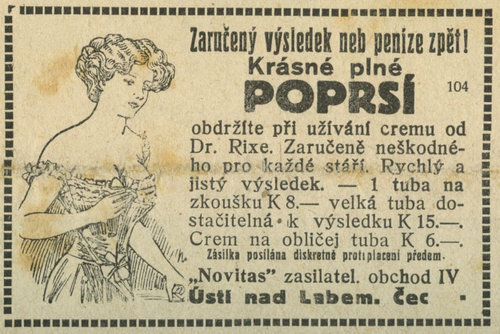 Zaručený výsledek neb peníze zpět!
Krásné plné
POPRSÍ
104
obdržíte při užívání cremu od
Dr. Rixe. Zaručeně neškodné-
ho pro každé stáří. Rychlý a
jistý výsledek. — 1 tuba na
zkoušku K 8.— velká tuba do-
stačitelná k výsledku K 15.—.
Crem na obličej tuba K 6.—.
Zásilka posílána diskretně proti placení předem.
„Novitas" zasilatel. obchod IV
Ústí nad Labem. Čec